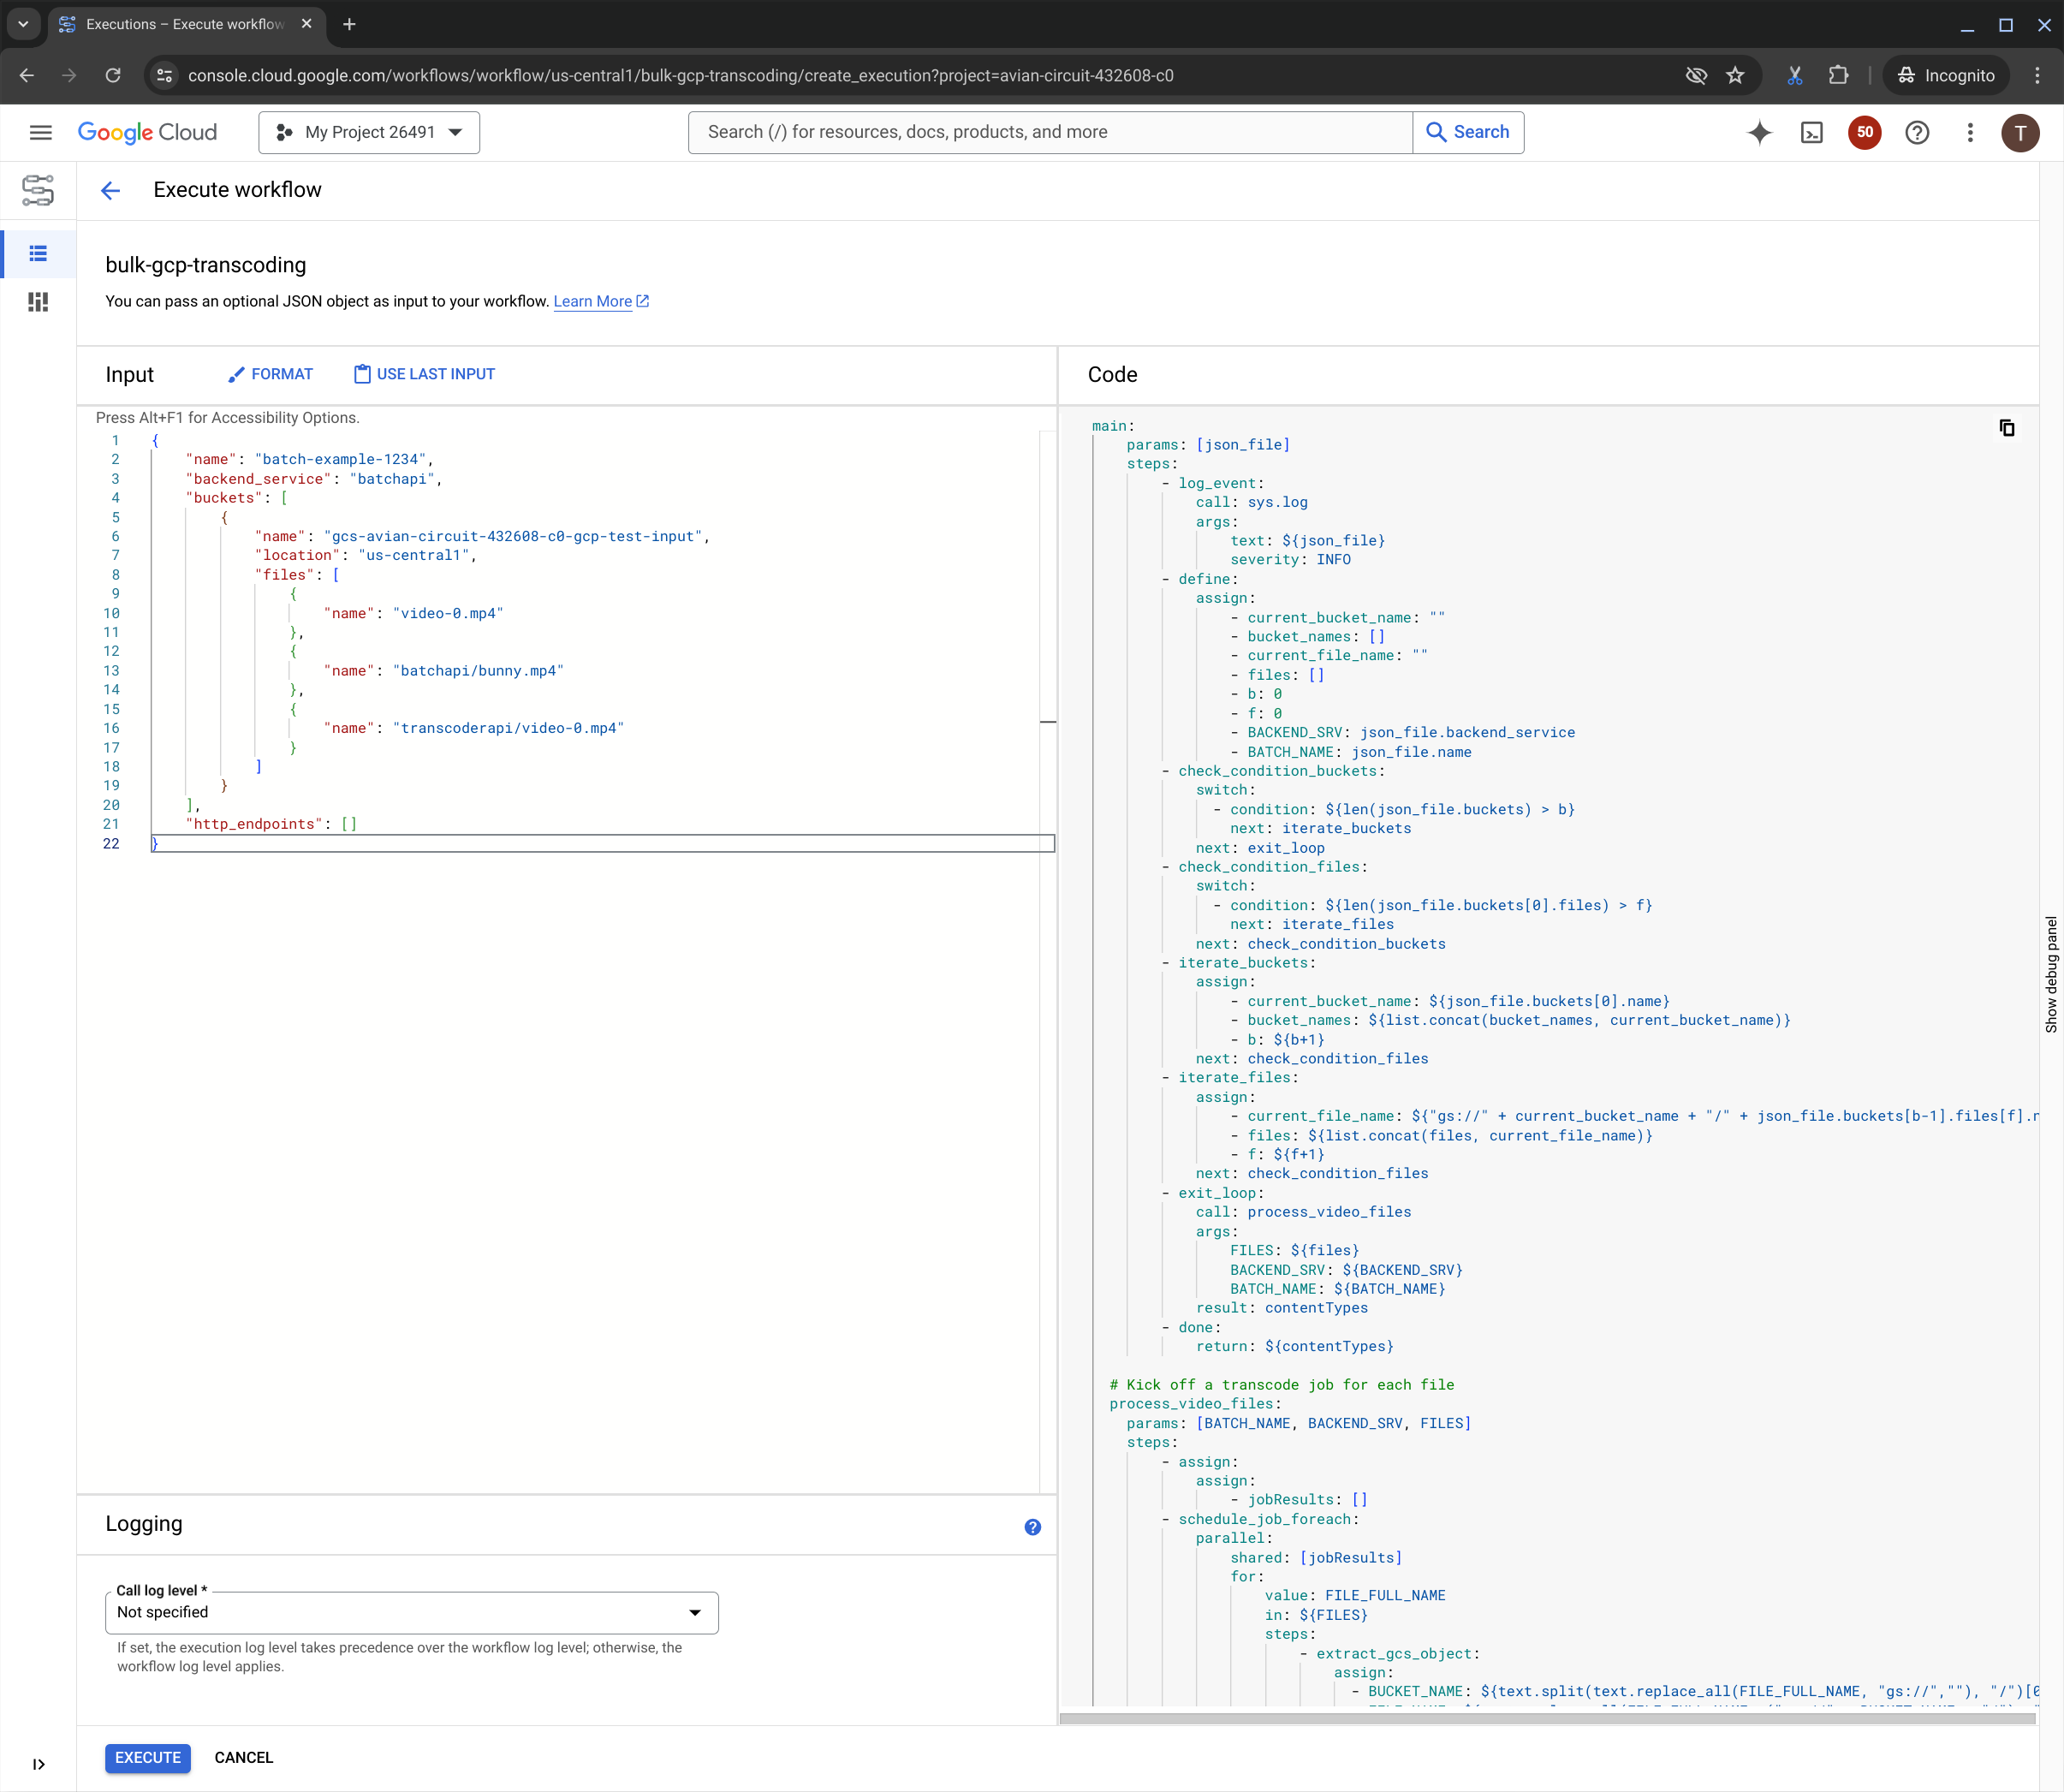 Executions – Execute workflow
console.cloud.google.com/workflows/workflow/us-central1/bulk-gcp-transcoding/create_execution?project=avian-circuit-432608-c0
Incognito
Google Cloud
My Project 26491
Search (/) for resources, docs, products, and more
Search
50
T
Execute workflow
bulk-gcp-transcoding
You can pass an optional JSON object as input to your workflow. Learn More
Input
FORMAT
USE LAST INPUT
Press Alt+F1 for Accessibility Options.
1 {
2 "name": "batch-example-1234",
3 "backend_service": "batchapi",
4 "buckets": [
5 {
6 "name": "gcs-avian-circuit-432608-c0-gcp-test-input",
7 "location": "us-central1",
8 "files": [
9 {
10 "name": "video-0.mp4"
11 },
12 {
13 "name": "batchapi/bunny.mp4"
14 },
15 {
16 "name": "transcoderapi/video-0.mp4"
17 }
18 ]
19 }
20 ],
21 "http_endpoints": []
22 }
Logging
Call log level *
Not specified
If set, the execution log level takes precedence over the workflow log level; otherwise, the
workflow log level applies.
EXECUTE
CANCEL
Code
main:
params: [json_file]
steps:
- log_event:
call: sys.log
args:
text: ${json_file}
severity: INFO
- define:
assign:
- current_bucket_name: ""
- bucket_names: []
- current_file_name: ""
- files: []
- b: 0
- f: 0
- BACKEND_SRV: json_file.backend_service
- BATCH_NAME: json_file.name
- check_condition_buckets:
switch:
- condition: ${len(json_file.buckets) > b}
next: iterate_buckets
next: exit_loop
- check_condition_files:
switch:
- condition: ${len(json_file.buckets[0].files) > f}
next: iterate_files
next: check_condition_buckets
- iterate_buckets:
assign:
- current_bucket_name: ${json_file.buckets[0].name}
- bucket_names: ${list.concat(bucket_names, current_bucket_name)}
- b: ${b+1}
next: check_condition_files
- iterate_files:
assign:
- current_file_name: ${"gs://" + current_bucket_name + "/" + json_file.buckets[b-1].files[f].n
- files: ${list.concat(files, current_file_name)}
- f: ${f+1}
next: check_condition_files
- exit_loop:
call: process_video_files
args:
FILES: ${files}
BACKEND_SRV: ${BACKEND_SRV}
BATCH_NAME: ${BATCH_NAME}
result: contentTypes
- done:
return: ${contentTypes}
# Kick off a transcode job for each file
process_video_files:
params: [BATCH_NAME, BACKEND_SRV, FILES]
steps:
- assign:
assign:
- jobResults: []
- schedule_job_foreach:
parallel:
shared: [jobResults]
for:
value: FILE_FULL_NAME
in: ${FILES}
steps:
- extract_gcs_object:
assign:
- BUCKET_NAME: ${text.split(text.replace_all(FILE_FULL_NAME, "gs://",""), "/")[0
Show debug panel